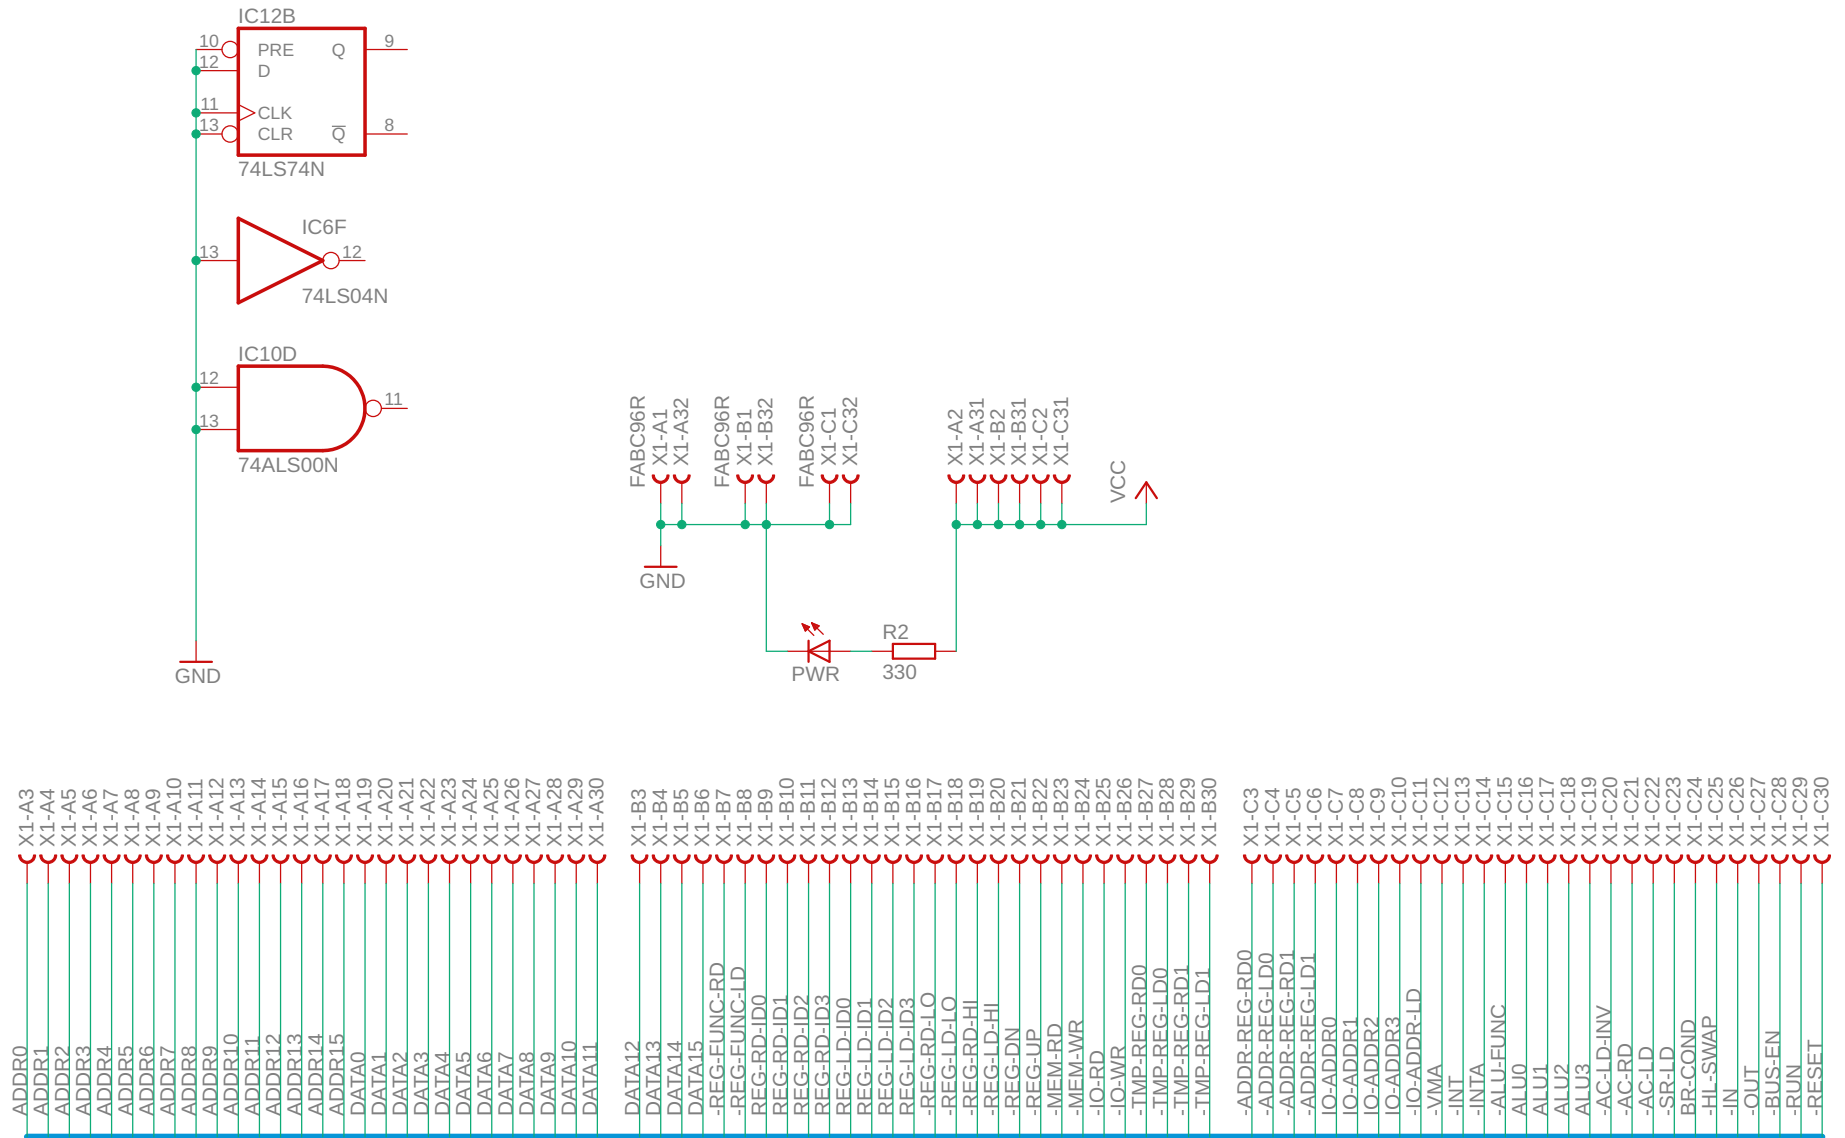 IC12B
10 PRE Q 9
12 D
11 CLK
13 CLR Q 8
74LS74N
IC6F
13 12
74LS04N
IC10D
12
11
13
74ALS00N
GND
FABC96R
X1-A1
X1-A32
FABC96R
X1-B1
X1-B32
FABC96R
X1-C1
X1-C32
X1-A2
X1-A31
X1-B2
X1-B31
X1-C2
X1-C31
VCC
GND
PWR
R2
330
X1-A3
X1-A4
X1-A5
X1-A6
X1-A7
X1-A8
X1-A9
X1-A10
X1-A11
X1-A12
X1-A13
X1-A14
X1-A15
X1-A16
X1-A17
X1-A18
X1-A19
X1-A20
X1-A21
X1-A22
X1-A23
X1-A24
X1-A25
X1-A26
X1-A27
X1-A28
X1-A29
X1-A30
X1-B3
X1-B4
X1-B5
X1-B6
X1-B7
X1-B8
X1-B9
X1-B10
X1-B11
X1-B12
X1-B13
X1-B14
X1-B15
X1-B16
X1-B17
X1-B18
X1-B19
X1-B20
X1-B21
X1-B22
X1-B23
X1-B24
X1-B25
X1-B26
X1-B27
X1-B28
X1-B29
X1-B30
X1-C3
X1-C4
X1-C5
X1-C6
X1-C7
X1-C8
X1-C9
X1-C10
X1-C11
X1-C12
X1-C13
X1-C14
X1-C15
X1-C16
X1-C17
X1-C18
X1-C19
X1-C20
X1-C21
X1-C22
X1-C23
X1-C24
X1-C25
X1-C26
X1-C27
X1-C28
X1-C29
X1-C30
ADDR0
ADDR1
ADDR2
ADDR3
ADDR4
ADDR5
ADDR6
ADDR7
ADDR8
ADDR9
ADDR10
ADDR11
ADDR12
ADDR13
ADDR14
ADDR15
DATA0
DATA1
DATA2
DATA3
DATA4
DATA5
DATA6
DATA7
DATA8
DATA9
DATA10
DATA11
DATA12
DATA13
DATA14
DATA15
-REG-FUNC-RD
-REG-FUNC-LD
REG-RD-ID0
REG-RD-ID1
REG-RD-ID2
REG-RD-ID3
REG-LD-ID0
REG-LD-ID1
REG-LD-ID2
REG-LD-ID3
-REG-RD-LO
-REG-LD-LO
-REG-RD-HI
-REG-LD-HI
-REG-DN
-REG-UP
-MEM-RD
-MEM-WR
-IO-RD
-IO-WR
-TMP-REG-RD0
-TMP-REG-LD0
-TMP-REG-RD1
-TMP-REG-LD1
-ADDR-REG-RD0
-ADDR-REG-LD0
-ADDR-REG-RD1
-ADDR-REG-LD1
IO-ADDR0
IO-ADDR1
IO-ADDR2
IO-ADDR3
-IO-ADDR-LD
-VMA
-INT
-INTA
-ALU-FUNC
ALU0
ALU1
ALU2
ALU3
-AC-LD-INV
-AC-RD
-AC-LD
-SR-LD
BR-COND
-HL-SWAP
-IN
-OUT
-BUS-EN
-RUN
-RESET